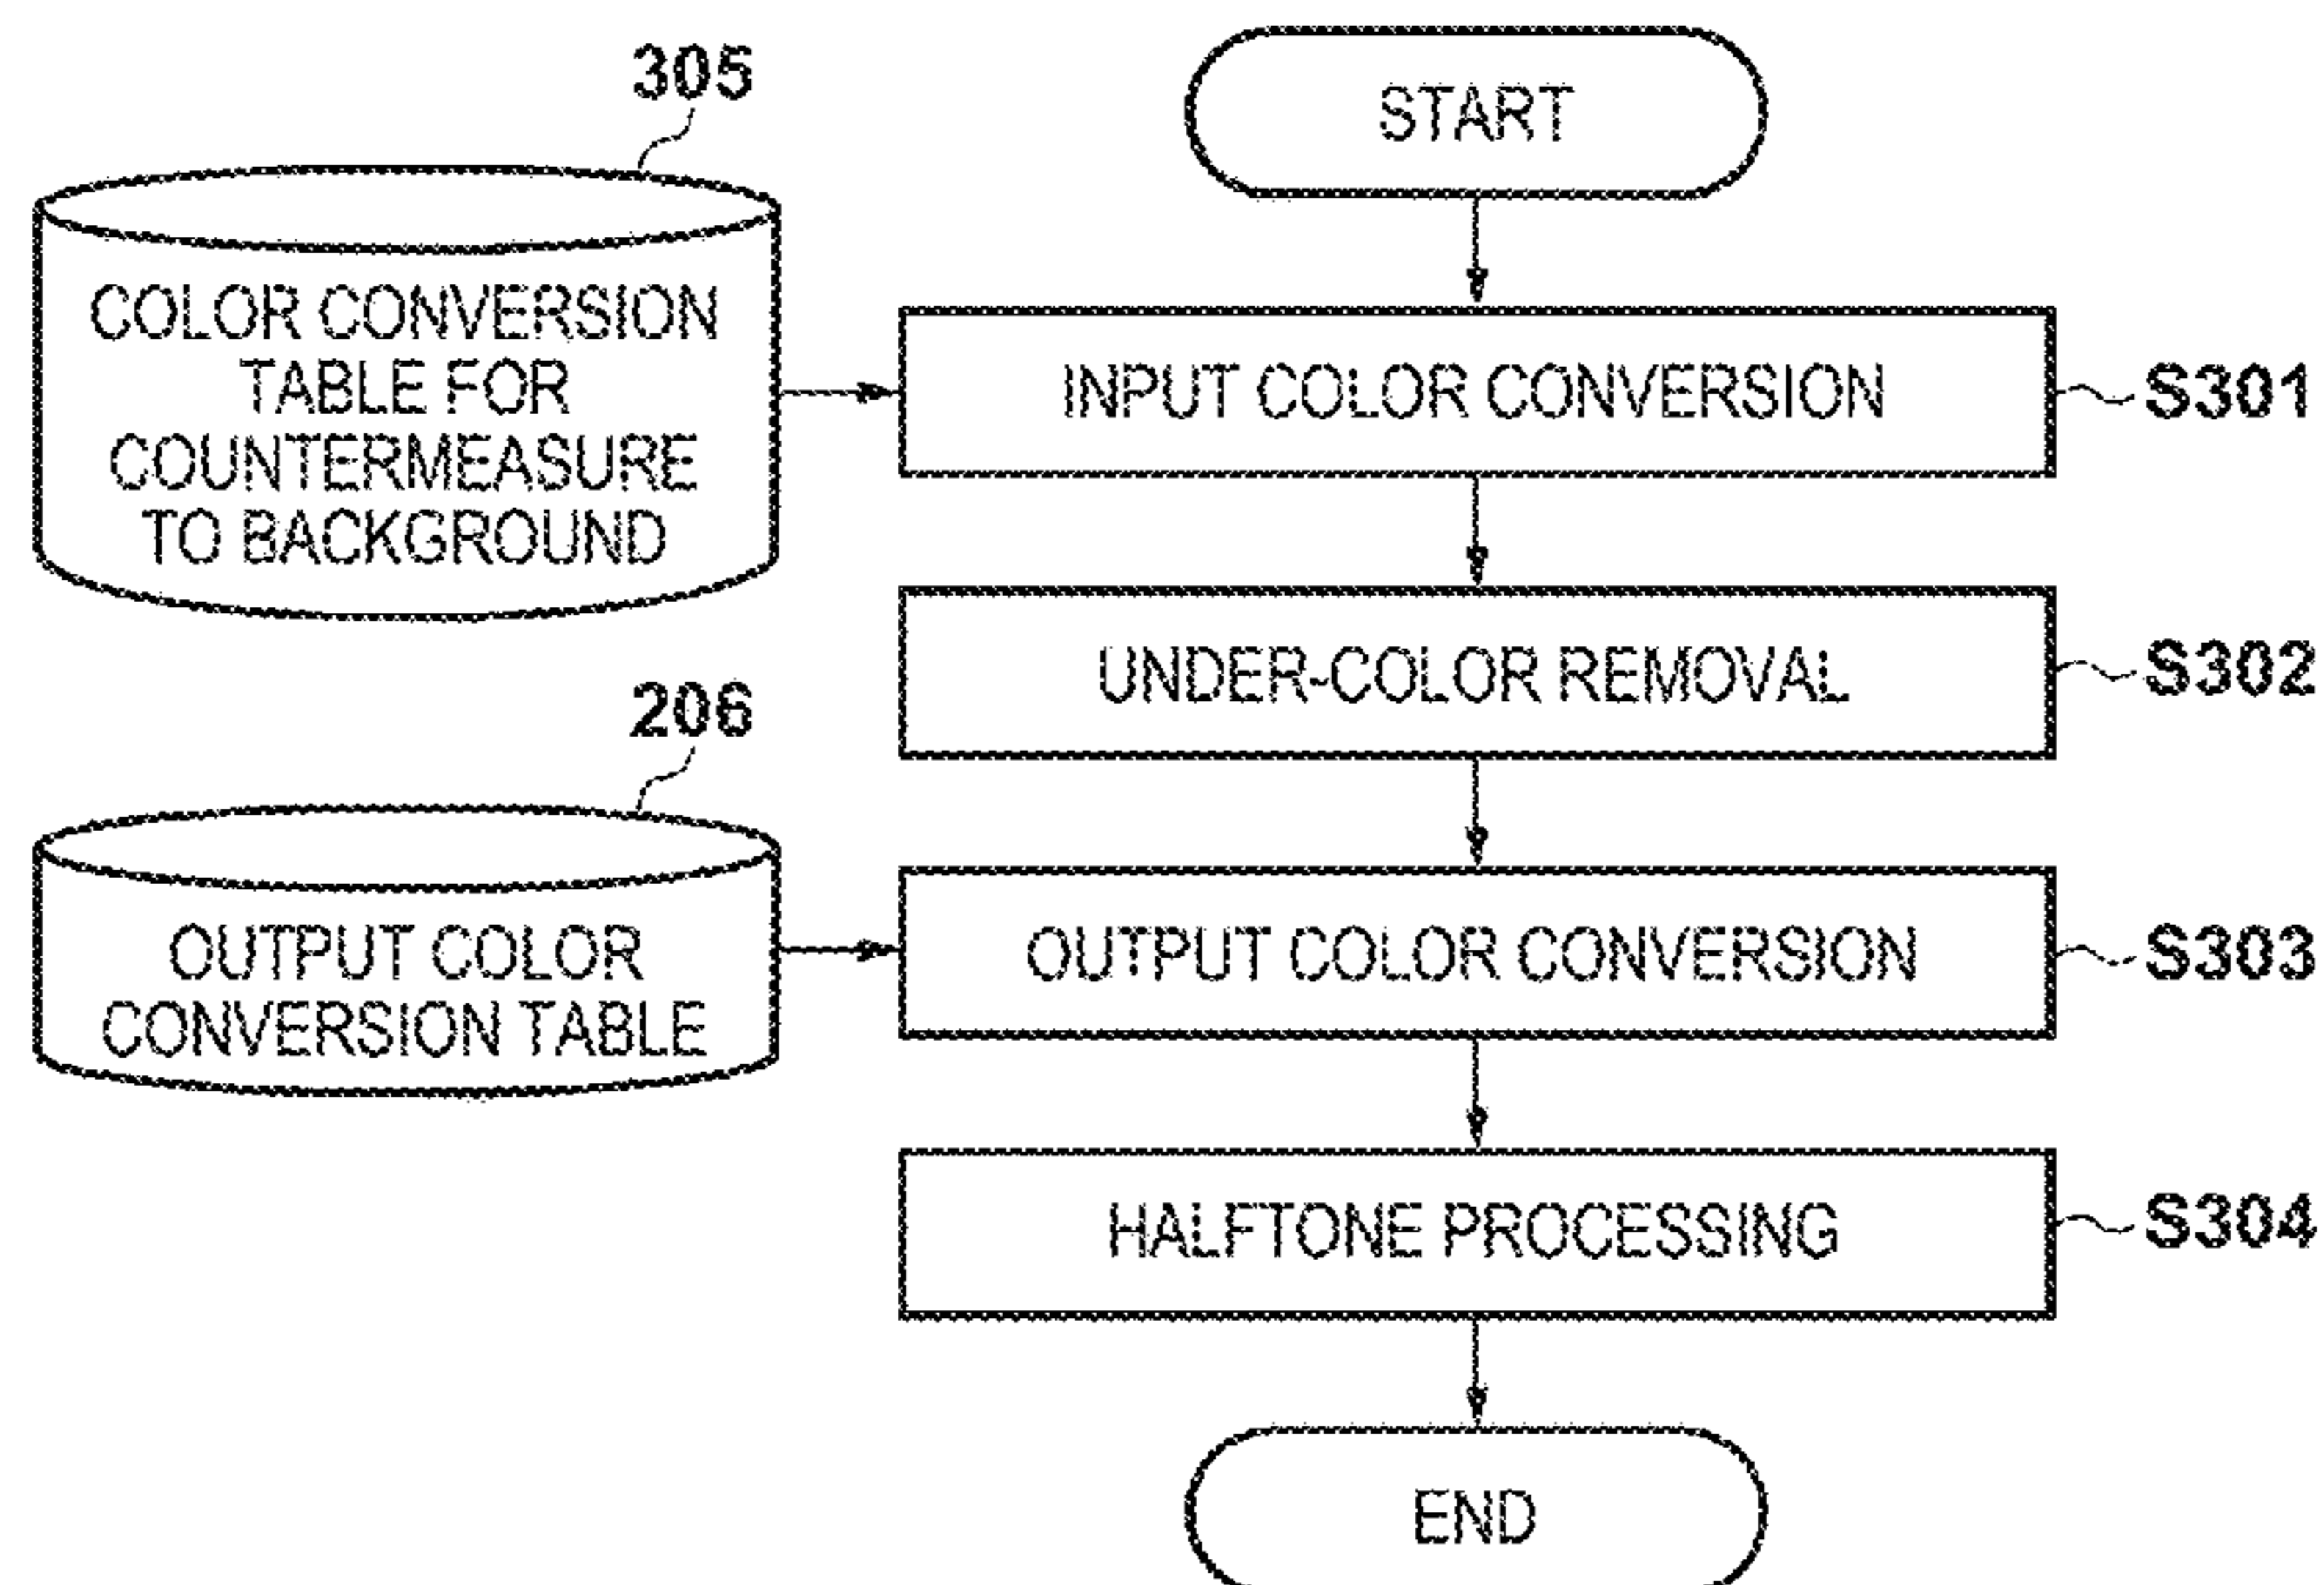 305
START
COLOR CONVERSION
TABLE FOR
COUNTERMEASURE
TO BACKGROUND
INPUT COLOR CONVERSION
S301
UNDER-COLOR REMOVAL
S302
206
OUTPUT COLOR
CONVERSION TABLE
OUTPUT COLOR CONVERSION
S303
HALFTONE PROCESSING
S304
END